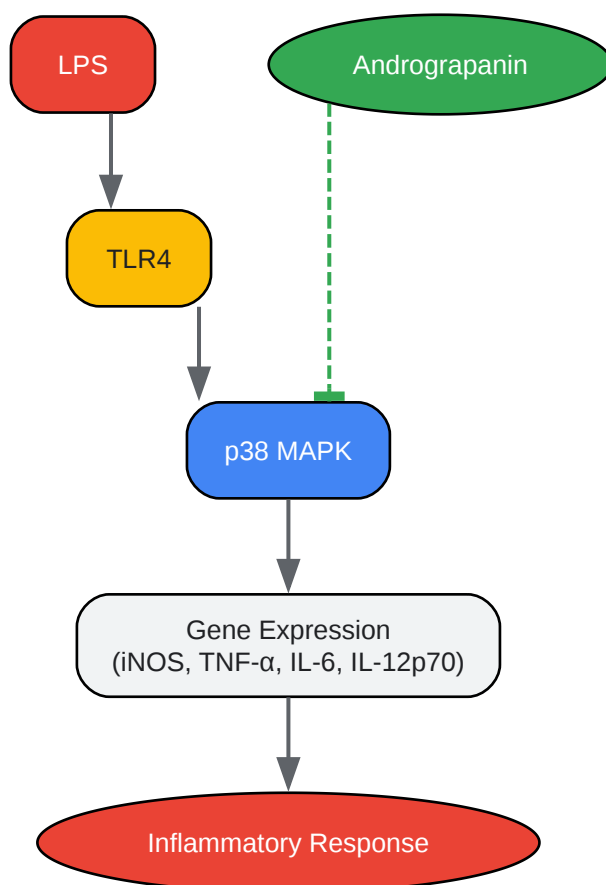 LPS
Andrograpanin
TLR4
p38 MAPK
Gene Expression
(iNOS, TNF-α, IL-6, IL-12p70)
Inflammatory Response